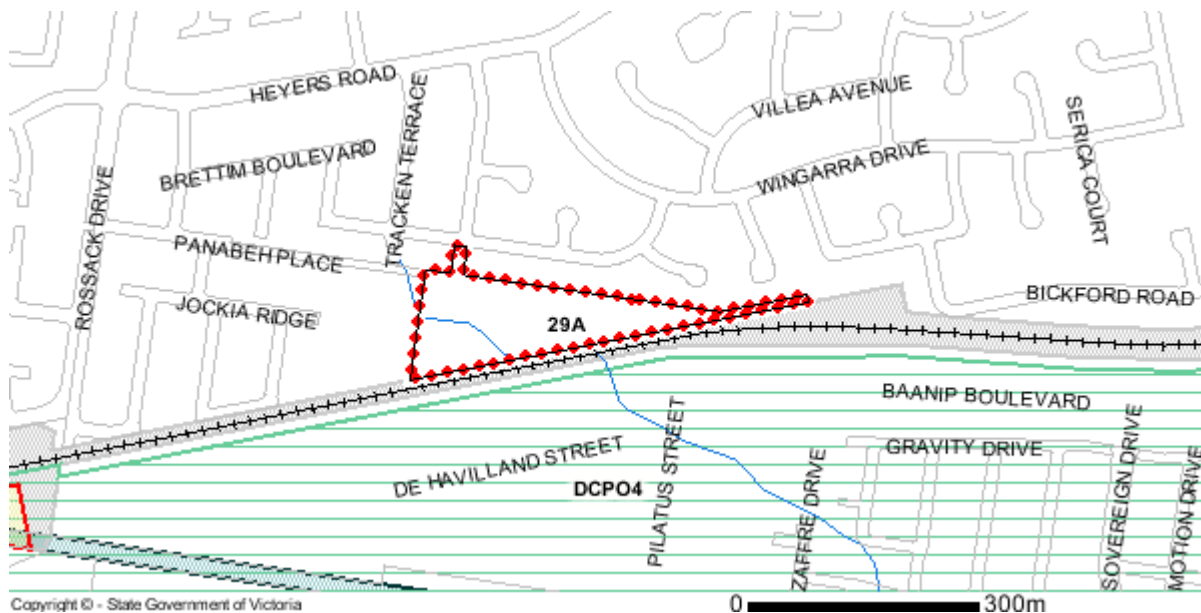 HEYERS ROAD
VILLEA AVENUE
SERICA COURT
TRACKEN TERRACE
BRETTIM BOULEVARD
WINGARRA DRIVE
ROSSACK DRIVE
PANABEH PLACE
JOCKIA RIDGE
BICKFORD ROAD
29A
BAANIP BOULEVARD
DE HAVILLAND STREET
PILATUS STREET
GRAVITY DRIVE
DCPO4
ZAFFRE DRIVE
SOVEREIGN DRIVE
MOTION DRIVE
Copyright © - State Government of Victoria
0 300m